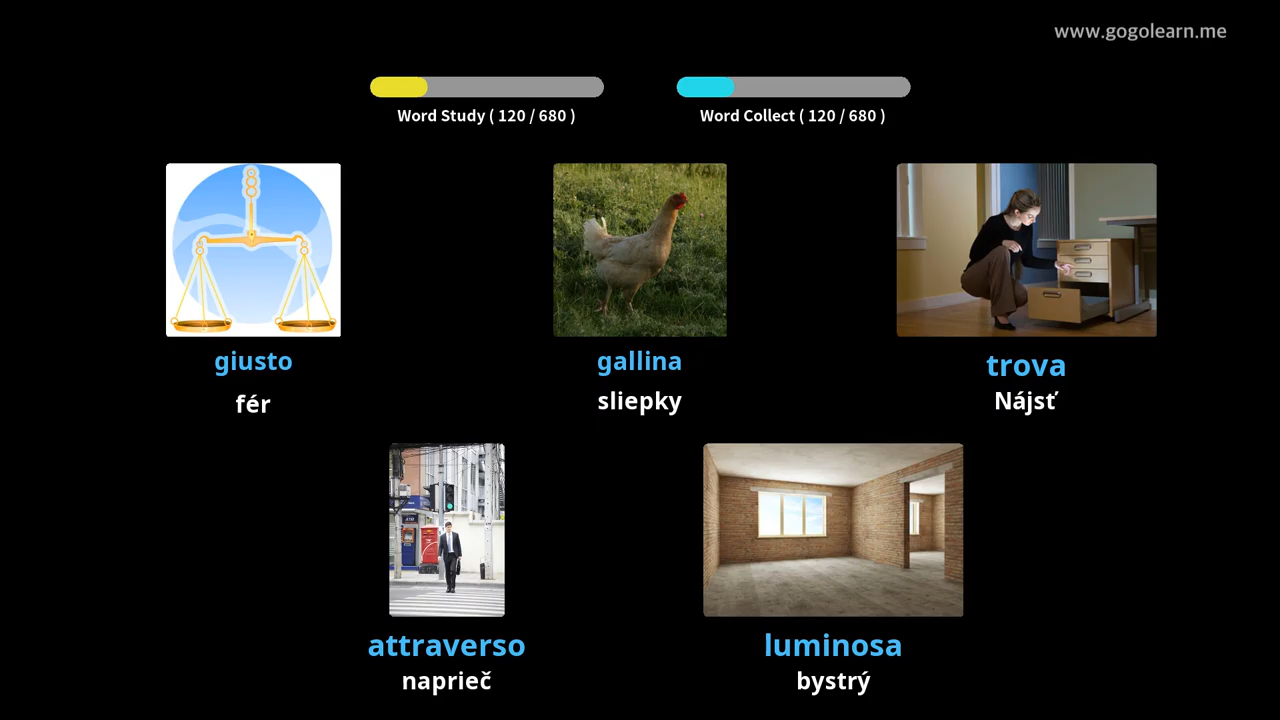 www.gogolearn.me
Word Study ( 120 / 680 )
Word Collect ( 120 / 680 )
giusto
fér
gallina
sliepky
trova
Nájsť
attraverso
naprieč
luminosa
bystrý